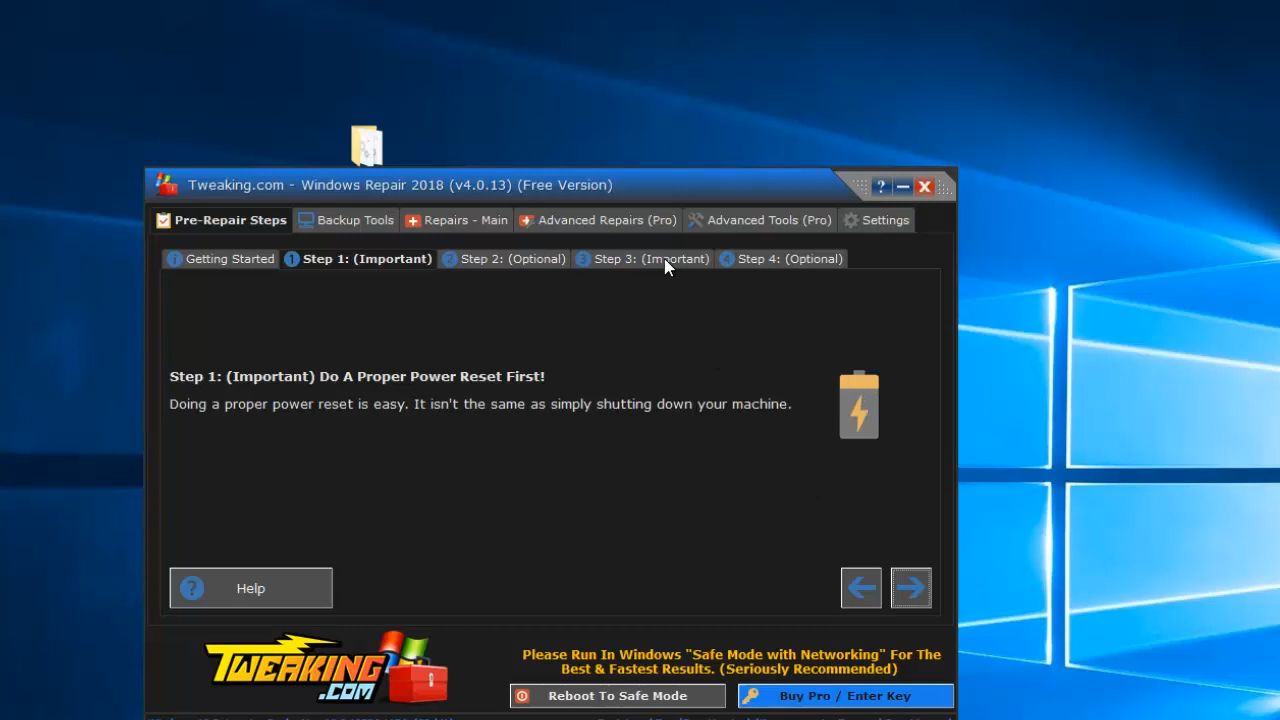 Tweaking.com - Windows Repair 2018 (v4.0.13) (Free Version)
?
Pre-Repair Steps Backup Tools Repairs - Main Advanced Repairs (Pro) Advanced Tools (Pro) Settings
i Getting Started 1 Step 1: (Important) 2 Step 2: (Optional) 3 Step 3: (Important) 4 Step 4: (Optional)
Step 1: (Important) Do A Proper Power Reset First!
Doing a proper power reset is easy. It isn't the same as simply shutting down your machine.
? Help
TWEAKING
.COM
Please Run In Windows "Safe Mode with Networking" For The
Best & Fastest Results. (Seriously Recommended)
Reboot To Safe Mode Buy Pro / Enter Key